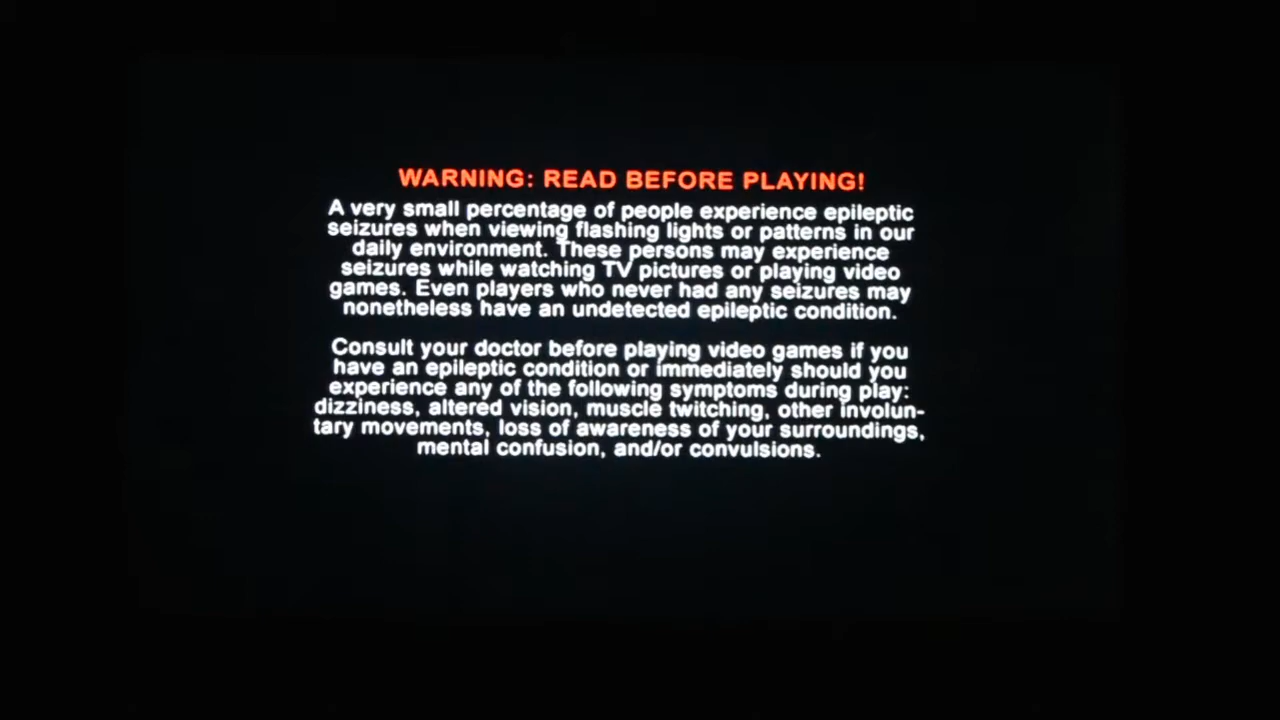 WARNING: READ BEFORE PLAYING!
A very small percentage of people experience epileptic
seizures when viewing flashing lights or patterns in our
daily environment. These persons may experience
seizures while watching TV pictures or playing video
games. Even players who never had any seizures may
nonetheless have an undetected epileptic condition.
Consult your doctor before playing video games if you
have an epileptic condition or immediately should you
experience any of the following symptoms during play:
dizziness, altered vision, muscle twitching, other involun-
tary movements, loss of awareness of your surroundings,
mental confusion, and/or convulsions.